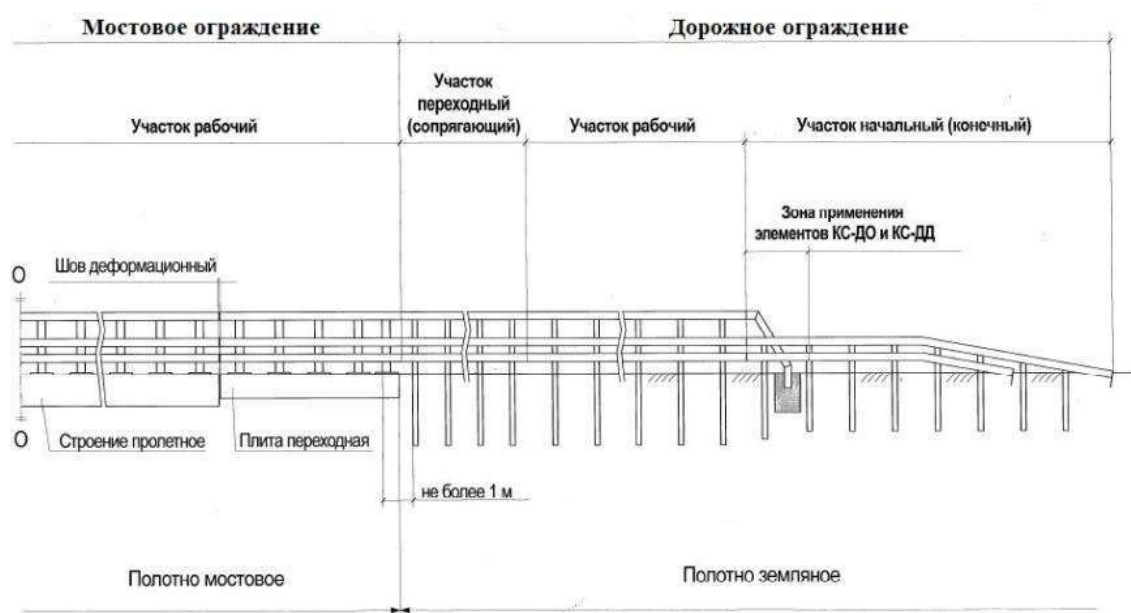 Мостовое ограждение
Дорожное ограждение
Участок рабочий
Участок
переходный
(сопрягающий)
Участок рабочий
Участок начальный (конечный)
Зона применения
элементов КС-ДО и КС-ДД
Шов деформационный
О
О
Строение пролетное
Плита переходная
не более 1 м
Полотно мостовое
Полотно земляное